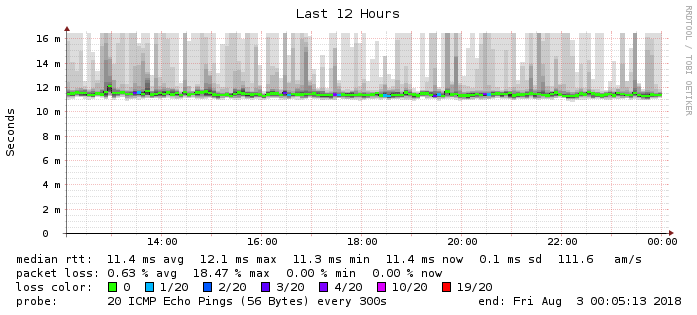 Last 12 Hours
RRDTOOL / TOBI OETIKER
Seconds
16 m
14 m
12 m
10 m
8 m
6 m
4 m
2 m
0
14:00 16:00 18:00 20:00 22:00 00:00
median rtt: 11.4 ms avg 12.1 ms max 11.3 ms min 11.4 ms now 0.1 ms sd 111.6 am/s
packet loss: 0.63 % avg 18.47 % max 0.00 % min 0.00 % now
loss color: 0 1/20 2/20 3/20 4/20 10/20 19/20
probe: 20 ICMP Echo Pings (56 Bytes) every 300s end: Fri Aug 3 00:05:13 2018